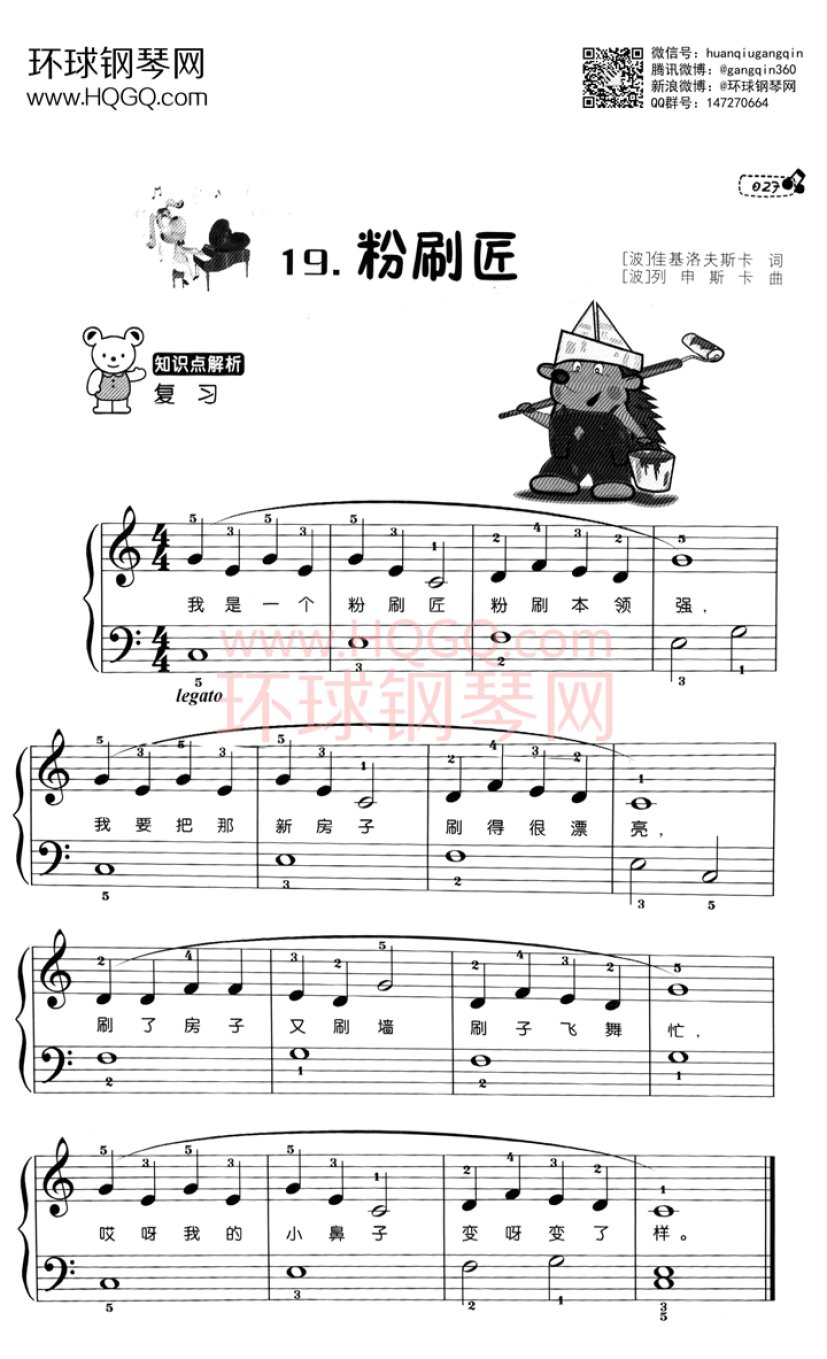 环球钢琴网
www.HQGQ.com
微信号：huanqiugangqin
腾讯微博：@gangqin360
新浪微博：@环球钢琴网
QQ群号：147270664
027
19.粉刷匠
[波]佳基洛夫斯卡 词
[波]列申斯卡 曲
知识点解析
复习
5 3 5 3 5 3 1 2 4 3 2 5
4 4
我是一个 粉刷匠 粉刷本领 强，
4 4
5 3 2 3 1
legato
www.HQGQ.com
环球钢琴网
5 3 5 3 5 3 1 2 4 3 2 1
我要把那 新房子 刷得很漂 亮，
5 3 2 3 5
2 4 3 2 5 2 4 3 2 5
刷了房子 又刷墙 刷子飞舞 忙，
2 1 2 1
5 3 5 3 5 3 1 2 4 3 2 1
哎呀我的 小鼻子 变呀变了 样。
5 3 2 1 3 5